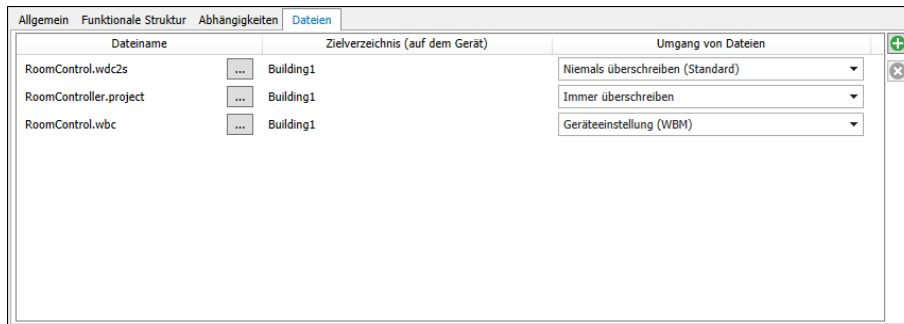 Allgemein Funktionale Struktur Abhängigkeiten Dateien
Dateiname Zielverzeichnis (auf dem Gerät) Umgang von Dateien
RoomControl.wdc2s ... Building1 Niemals überschreiben (Standard)
RoomController.project ... Building1 Immer überschreiben
RoomControl.wbc ... Building1 Geräteeinstellung (WBM)